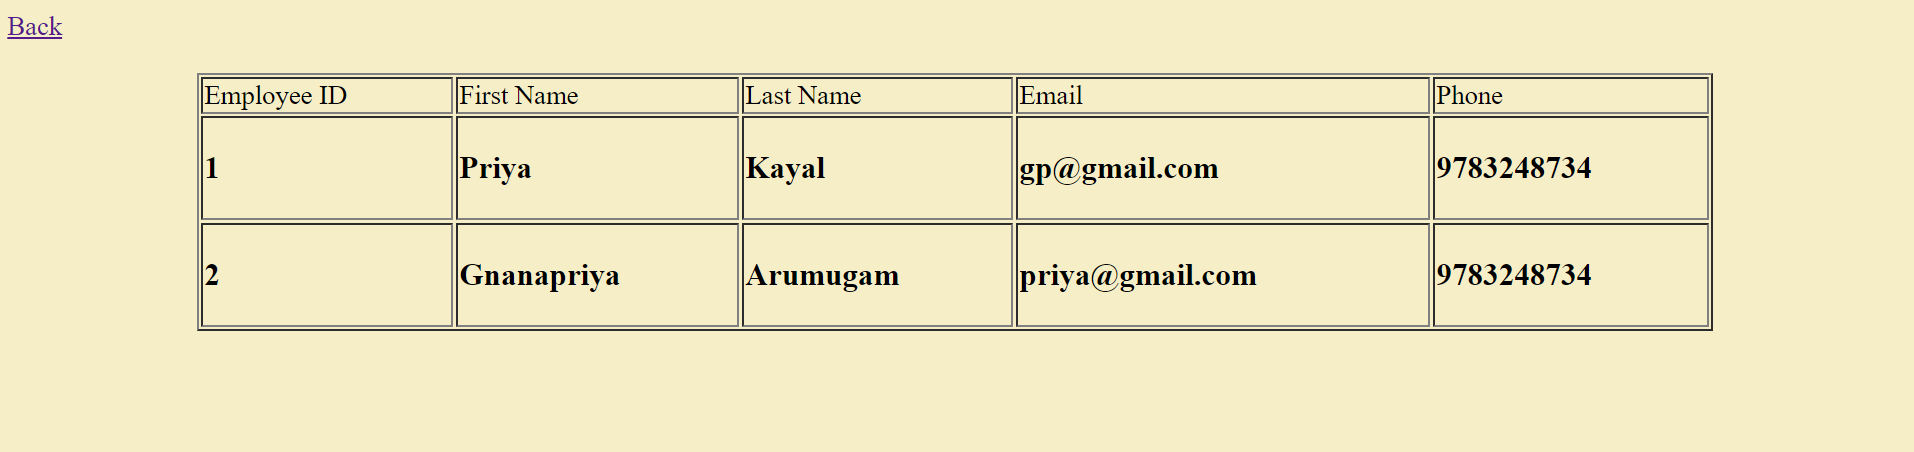 Back
Employee ID First Name Last Name Email Phone
1 Priya Kayal gp@gmail.com 9783248734
2 Gnanapriya Arumugam priya@gmail.com 9783248734